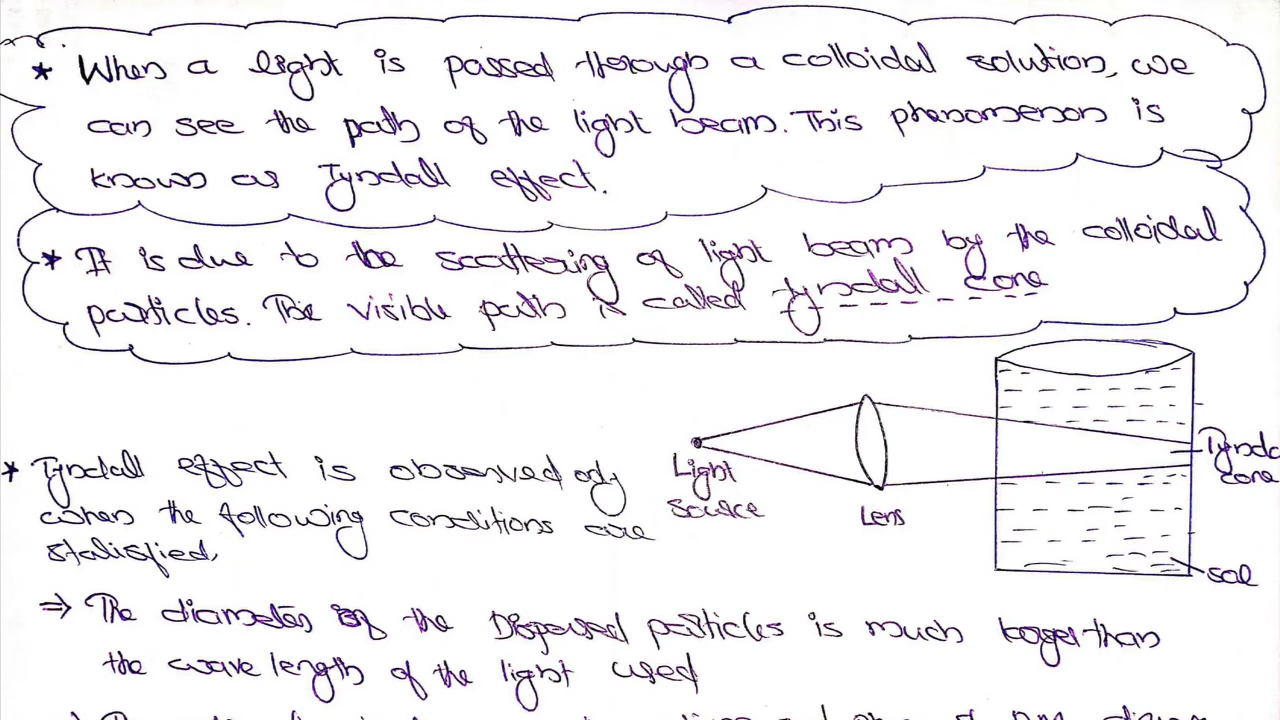 * When a light is passed through a colloidal solution, we
can see the path of the light beam. This phenomenon is
known as Tyndall effect.
* It is due to the scattering of light beam by the colloidal
particles. The visible path is called tyndall cone
* Tyndall effect is observed only
when the following conditions are
statisfied,
Light
source
Lens
Tynda
cone
sol
⇒ The diameter of the Dispersed particles is much than
the wave length of the light used